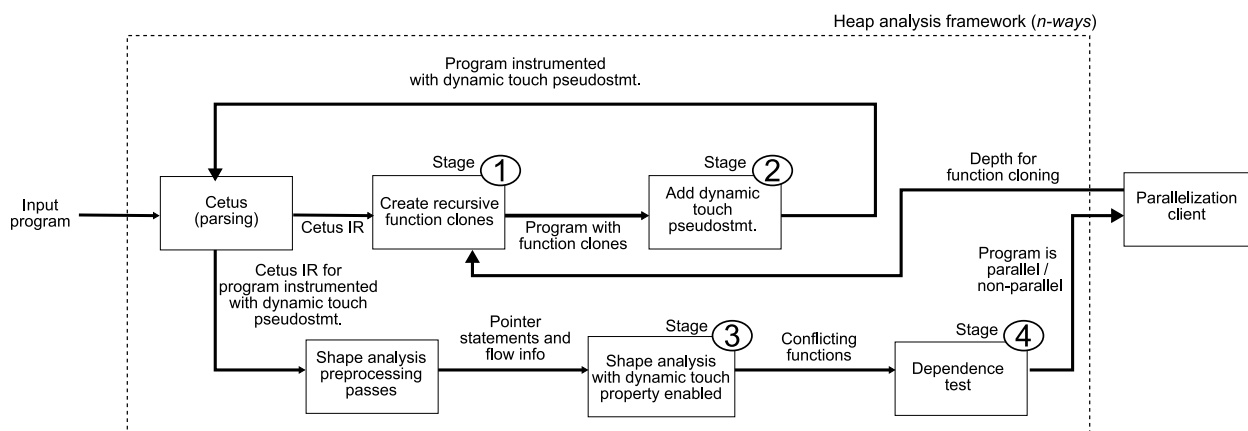 Heap analysis framework (n-ways)
Program instrumented
with dynamic touch pseudostmt.
Stage 1
Stage 2
Depth for
function cloning
Input
program
Cetus
(parsing)
Cetus IR
Create recursive
function clones
Program with
function clones
Add dynamic
touch
pseudostmt.
Parallelization
client
Cetus IR for
program instrumented
with dynamic touch
pseudostmt.
Program is
parallel /
non-parallel
Shape analysis
preprocessing
passes
Pointer
statements and
flow info
Stage 3
Shape analysis
with dynamic touch
property enabled
Conflicting
functions
Stage 4
Dependence
test